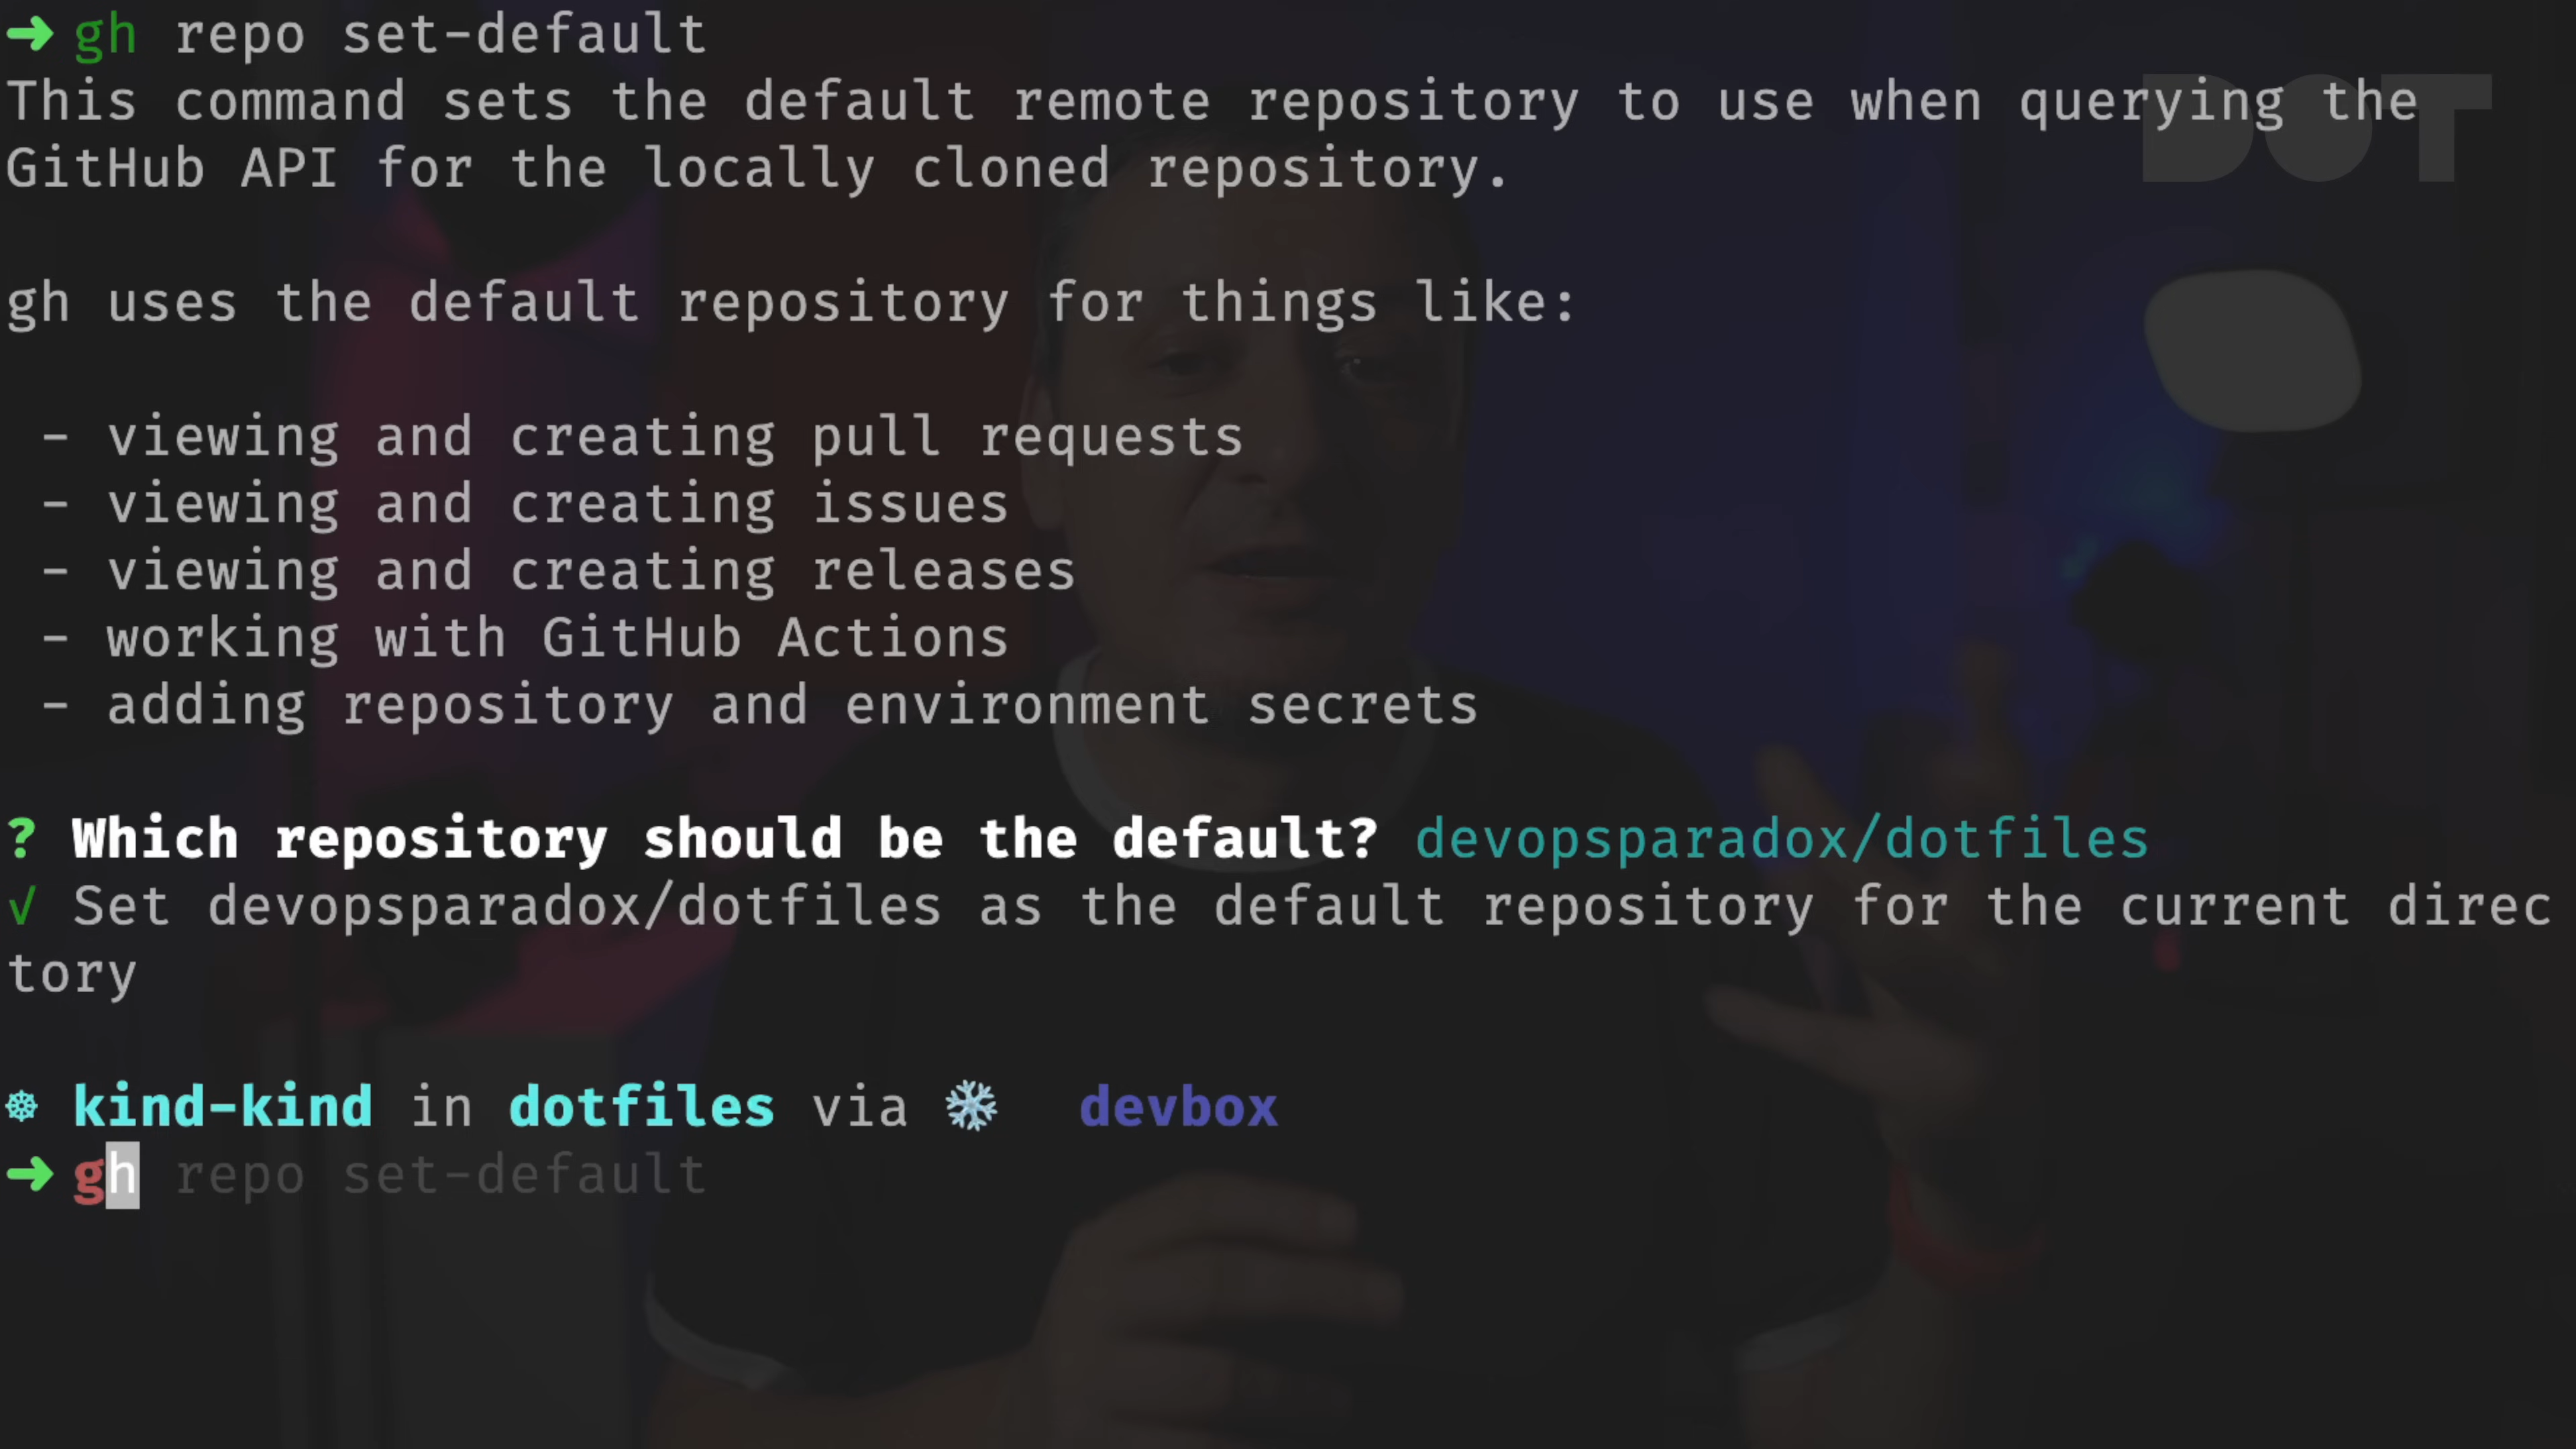 → gh repo set-default
This command sets the default remote repository to use when querying the
GitHub API for the locally cloned repository.
gh uses the default repository for things like:
- viewing and creating pull requests
- viewing and creating issues
- viewing and creating releases
- working with GitHub Actions
- adding repository and environment secrets
? Which repository should be the default? devopsparadox/dotfiles
√ Set devopsparadox/dotfiles as the default repository for the current direc
tory
☸ kind-kind in dotfiles via ❄ devbox
→ gh repo set-default
DOT